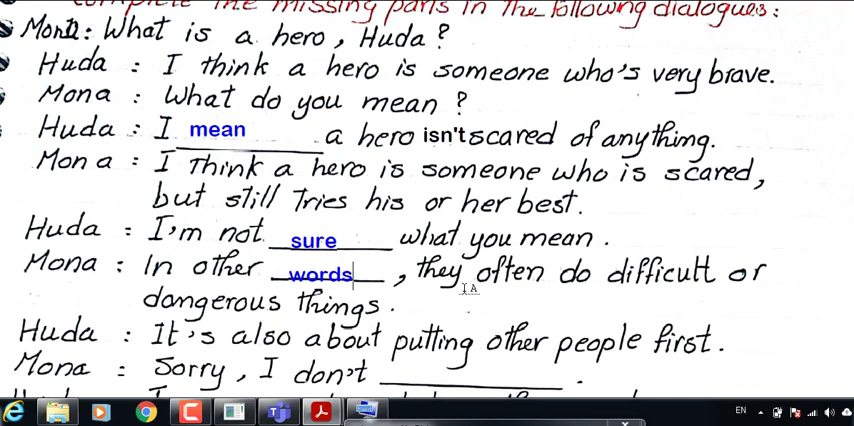 complete the missing parts in the following dialogues:
Mona: What is a hero, Huda?
Huda : I think a hero is someone who's very brave.
Mona : What do you mean ?
Huda : I mean a hero isn't scared of anything.
Mona : I think a hero is someone who is scared,
but still tries his or her best.
Huda : I'm not sure what you mean .
Mona : In other words , they often do difficult or
dangerous things .
Huda : It's also about putting other people first .
Mona : Sorry, I don't ____________ .
EN